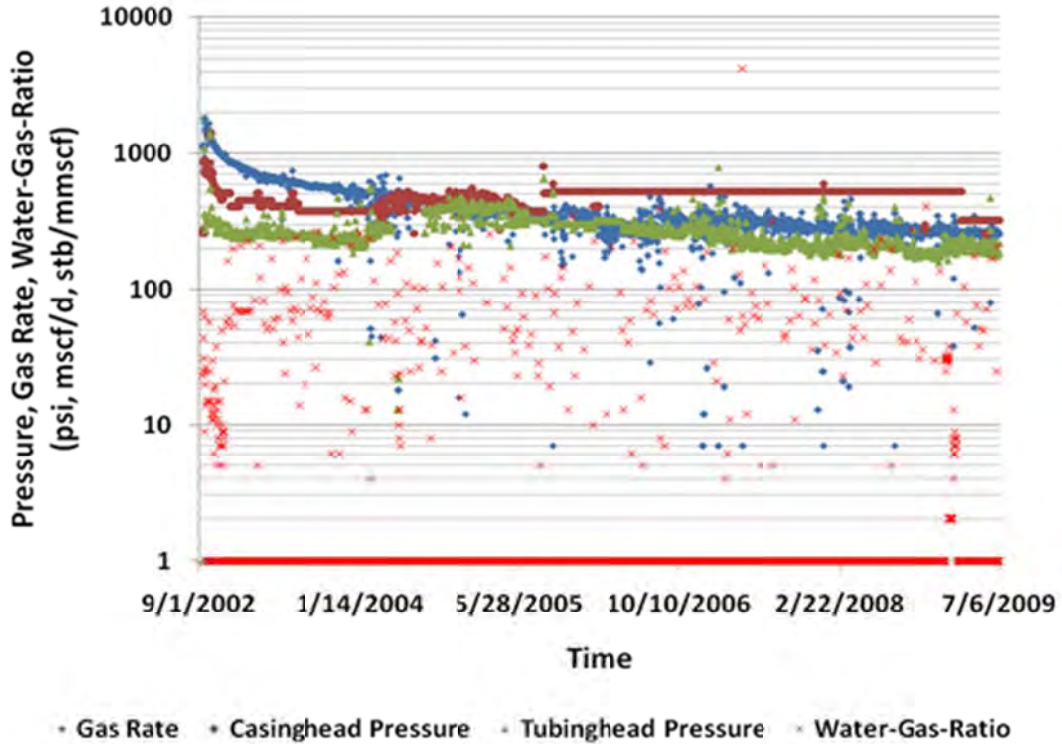 Pressure, Gas Rate, Water-Gas-Ratio
(psi, mscf/d, stb/mmscf)
10000
1000
100
10
1
9/1/2002 1/14/2004 5/28/2005 10/10/2006 2/22/2008 7/6/2009
Time
Gas Rate Casinghead Pressure Tubinghead Pressure Water-Gas-Ratio